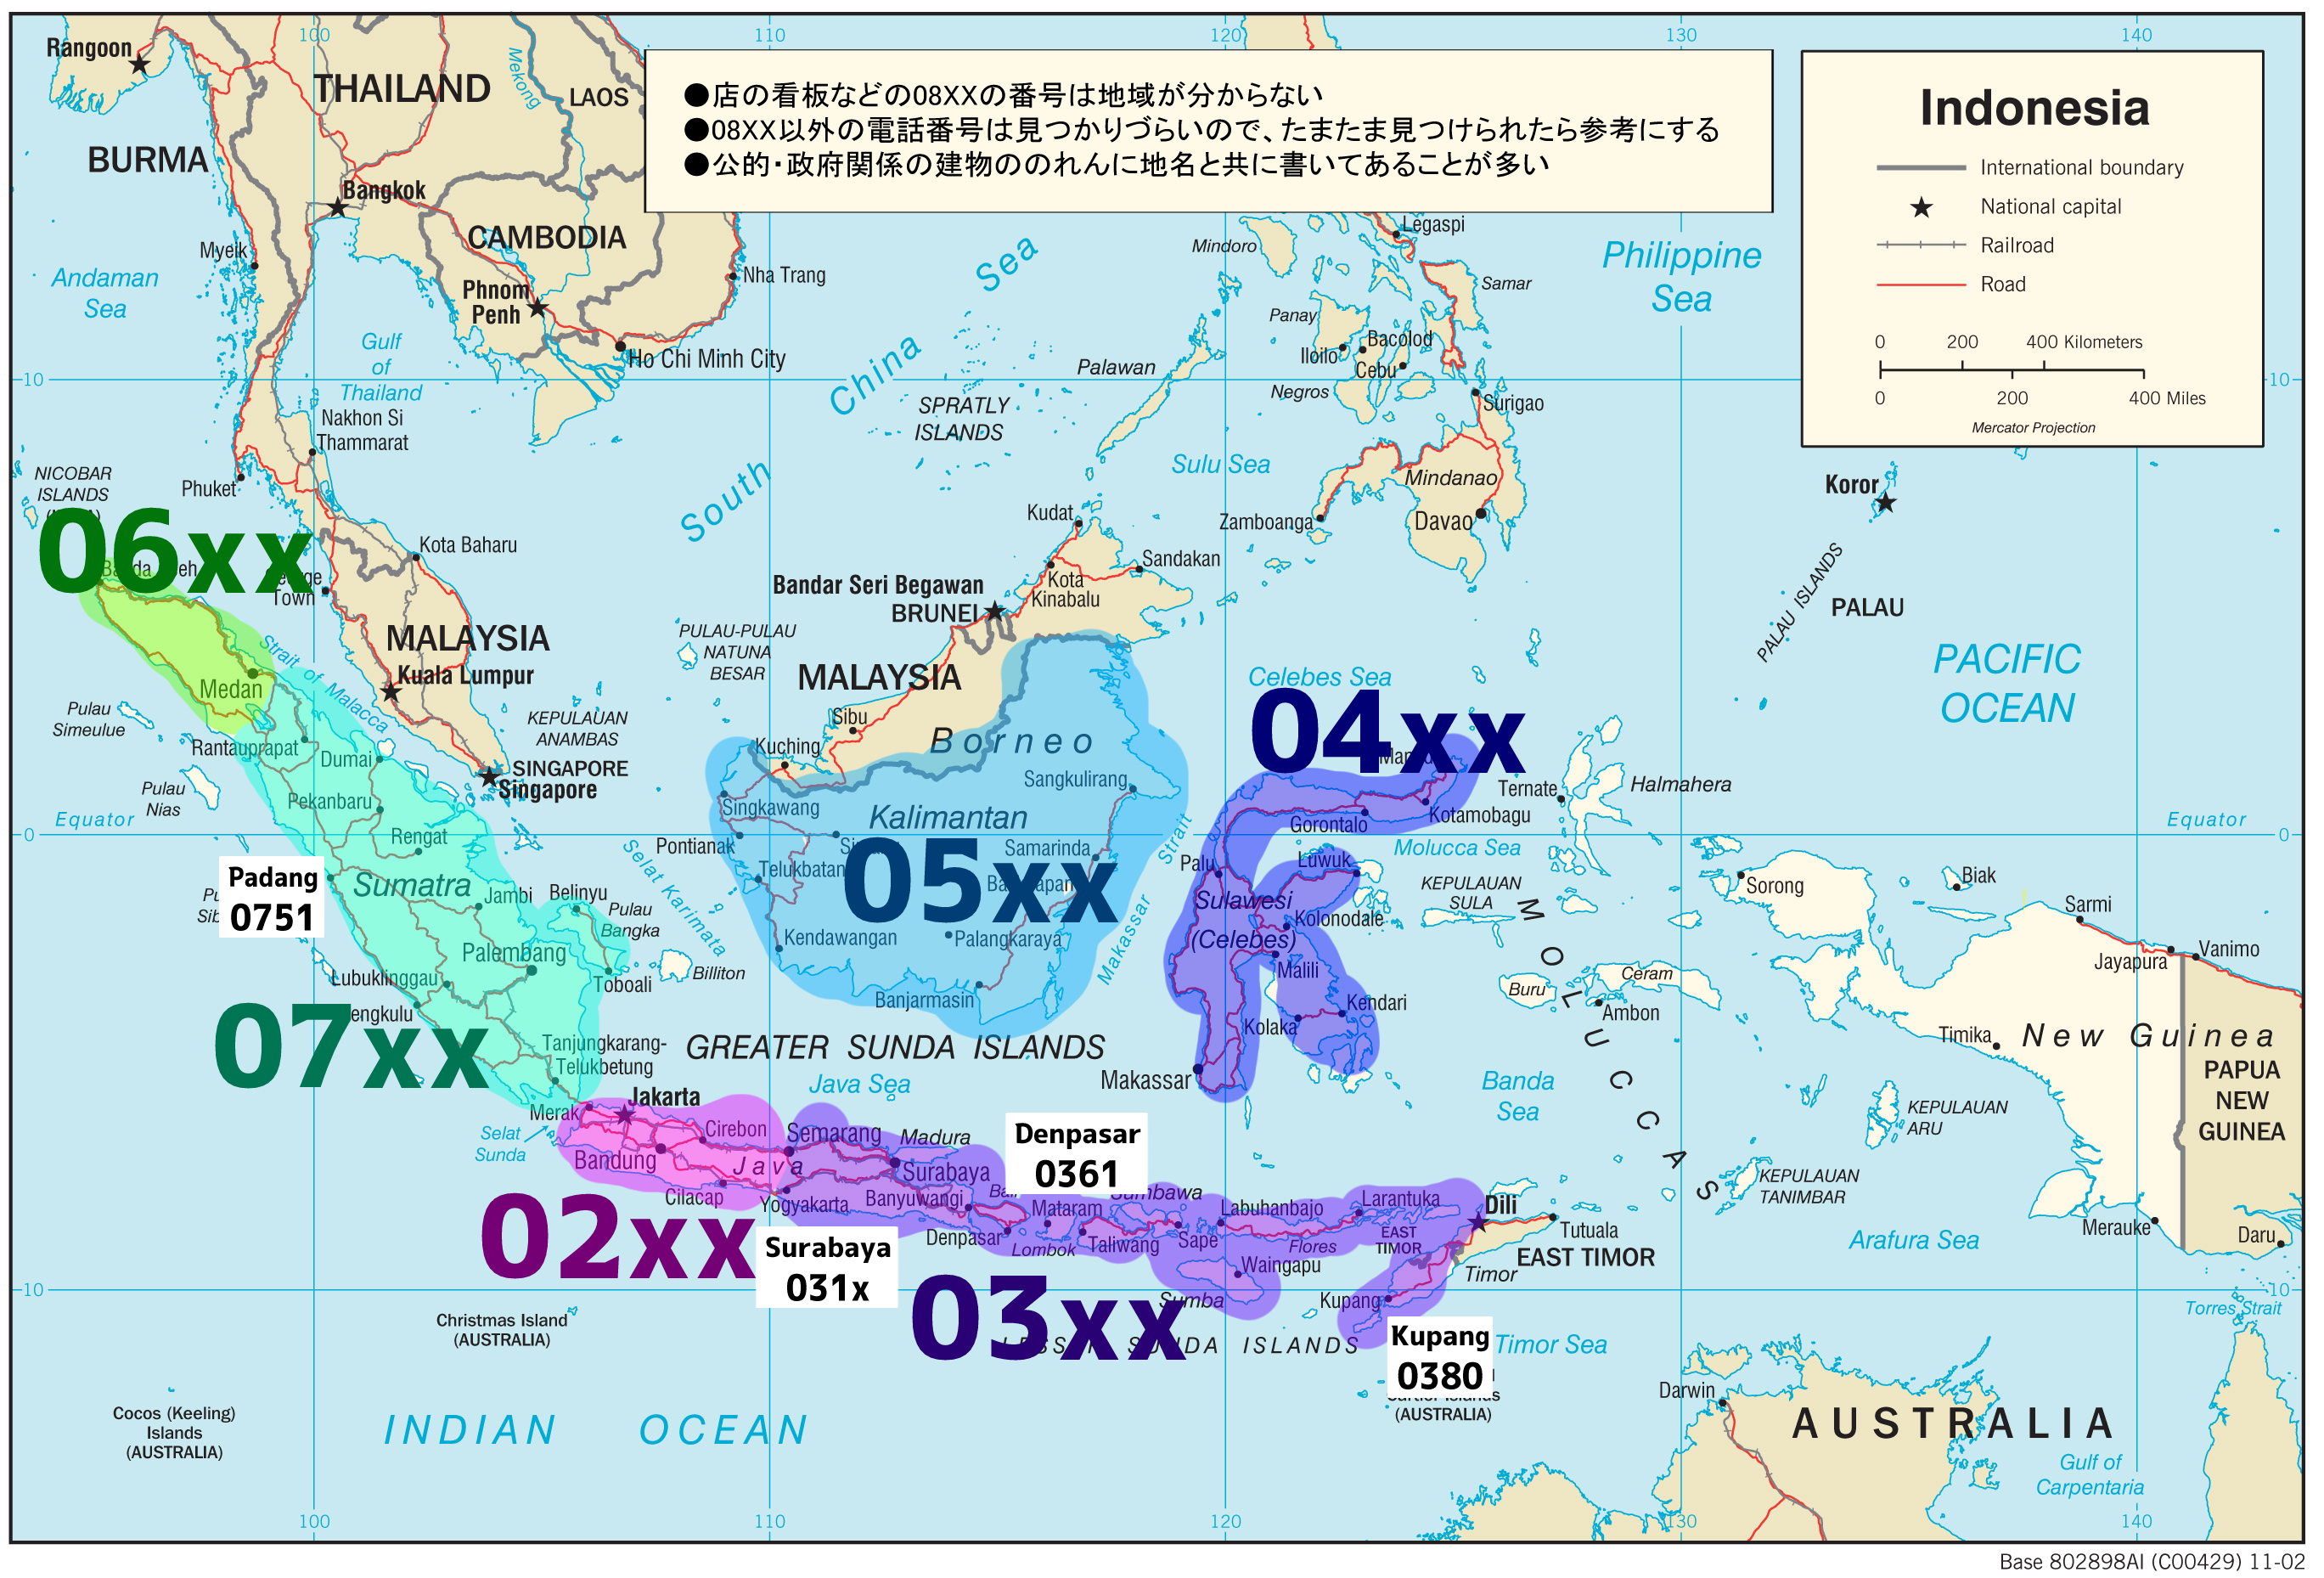 100
110
120
130
140
Rangoon
THAILAND
LAOS
Mekong
BURMA
Bangkok
CAMBODIA
Phnom
Penh
Myeik
Andaman
Sea
Gulf
of
Thailand
Nha Trang
Ho Chi Minh City
●店の看板などの08XXの番号は地域が分からない
●08XX以外の電話番号は見つかりづらいので、たまたま見つけられたら参考にする
●公的・政府関係の建物ののれんに地名と共に書いてあることが多い
Indonesia
International boundary
National capital
Railroad
Road
0 200 400 Kilometers
0 200 400 Miles
Mercator Projection
Legaspi
Mindoro
Samar
Philippine
Sea
Panay
Bacolod
Iloilo
Cebu
Palawan
Negros
Surigao
South China Sea
SPRATLY
ISLANDS
Sulu Sea
Mindanao
Zamboanga
Davao
10
10
Nakhon Si
Thammarat
NICOBAR
ISLANDS
Phuket
Koror
PALAU ISLANDS
PALAU
Kudat
Sandakan
Kota
Kinabalu
Bandar Seri Begawan
BRUNEI
Kota Baharu
06xx
Town
MALAYSIA
Kuala Lumpur
Strait of Malacca
Medan
PULAU-PULAU
NATUNA
BESAR
MALAYSIA
Celebes Sea
PACIFIC
OCEAN
04xx
Pulau
Simeulue
Rantauprapat
Dumai
KEPULAUAN
ANAMBAS
SINGAPORE
Singapore
Sibu
Kuching
Borneo
Sangkulirang
Singkawang
Kalimantan
Ternate
Halmahera
Kotamobagu
Gorontalo
Pulau
Nias
Pekanbaru
Equator
Equator
0
0
Rengat
Pontianak
Telukbatan
Samarinda
05xx
Selat Karimata
Makassar Strait
Palu
Luwuk
Molucca Sea
KEPULAUAN
SULA
Sorong
Biak
Sarmi
Padang
0751
Sumatra
Jambi
Belinyu
Pulau
Bangka
Sulawesi
(Celebes)
Kolonodale
MOLUCCAS
Vanimo
Jayapura
Palembang
Kendawangan
Palangkaraya
Malili
Lubuklinggau
Toboali
Billiton
Banjarmasin
Buru
Ceram
Ambon
Kendari
Kolaka
Timika
New Guinea
PAPUA
NEW
GUINEA
07xx
Tanjungkarang-
Telukbetung
GREATER SUNDA ISLANDS
Java Sea
Makassar
Banda
Sea
KEPULAUAN
ARU
Merak
Jakarta
Selat
Sunda
Cirebon
Semarang
Madura
Denpasar
0361
Bandung
Java
Surabaya
Cilacap
Yogyakarta
Banyuwangi
Mataram
Sumbawa
Labuhanbajo
Larantuka
Dili
KEPULAUAN
TANIMBAR
Denpasar
Lombok
Taliwang
Sape
Flores
EAST
TIMOR
Tutuala
EAST TIMOR
Merauke
Daru
Arafura Sea
02xx
Surabaya
031x
03xx
Waingapu
Sumba
Timor
Kupang
10
10
Torres Strait
Christmas Island
(AUSTRALIA)
SUNDA ISLANDS
Kupang
0380
Timor Sea
(AUSTRALIA)
Darwin
Cocos (Keeling)
Islands
(AUSTRALIA)
INDIAN OCEAN
AUSTRALIA
Gulf of
Carpentaria
100
110
120
130
140
Base 802898AI (C00429) 11-02